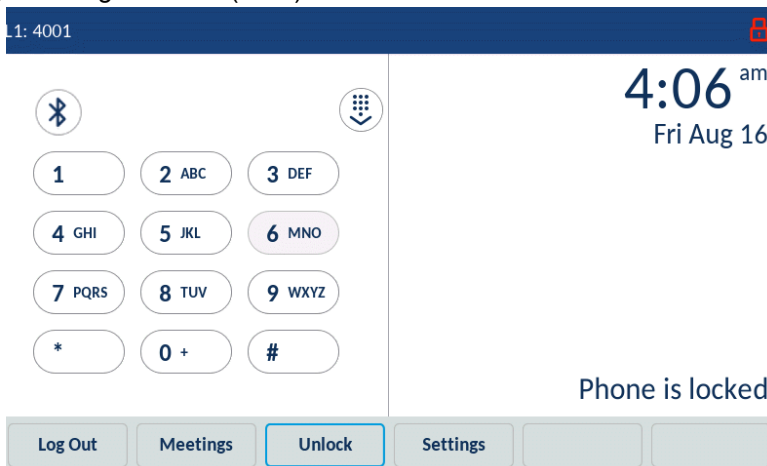 L1: 4001
4:06 am
Fri Aug 16
1
2 ABC
3 DEF
4 GHI
5 JKL
6 MNO
7 PQRS
8 TUV
9 WXYZ
*
0 +
#
Phone is locked
Log Out
Meetings
Unlock
Settings